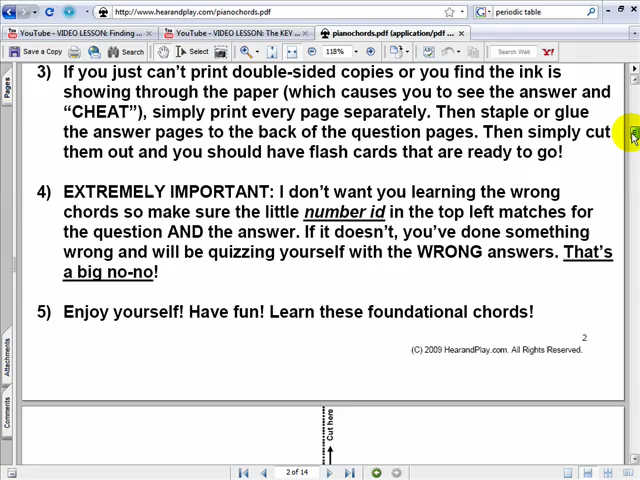 http://www.hearandplay.com/pianochords.pdf
periodic table
YouTube - VIDEO LESSON: Finding ...
YouTube - VIDEO LESSON: The KEY ...
pianochords.pdf (application/pdf ...
Save a Copy
Search
Select
118%
Search Web
Y!
Pages
3) If you just can't print double-sided copies or you find the ink is
showing through the paper (which causes you to see the answer and
"CHEAT"), simply print every page separately. Then staple or glue
the answer pages to the back of the question pages. Then simply cut
them out and you should have flash cards that are ready to go!
4) EXTREMELY IMPORTANT: I don't want you learning the wrong
chords so make sure the little number id in the top left matches for
the question AND the answer. If it doesn't, you've done something
wrong and will be quizzing yourself with the WRONG answers. That's
a big no-no!
5) Enjoy yourself! Have fun! Learn these foundational chords!
2
(C) 2009 HearandPlay.com. All Rights Reserved.
Attachments
Comments
Cut here
2 of 14